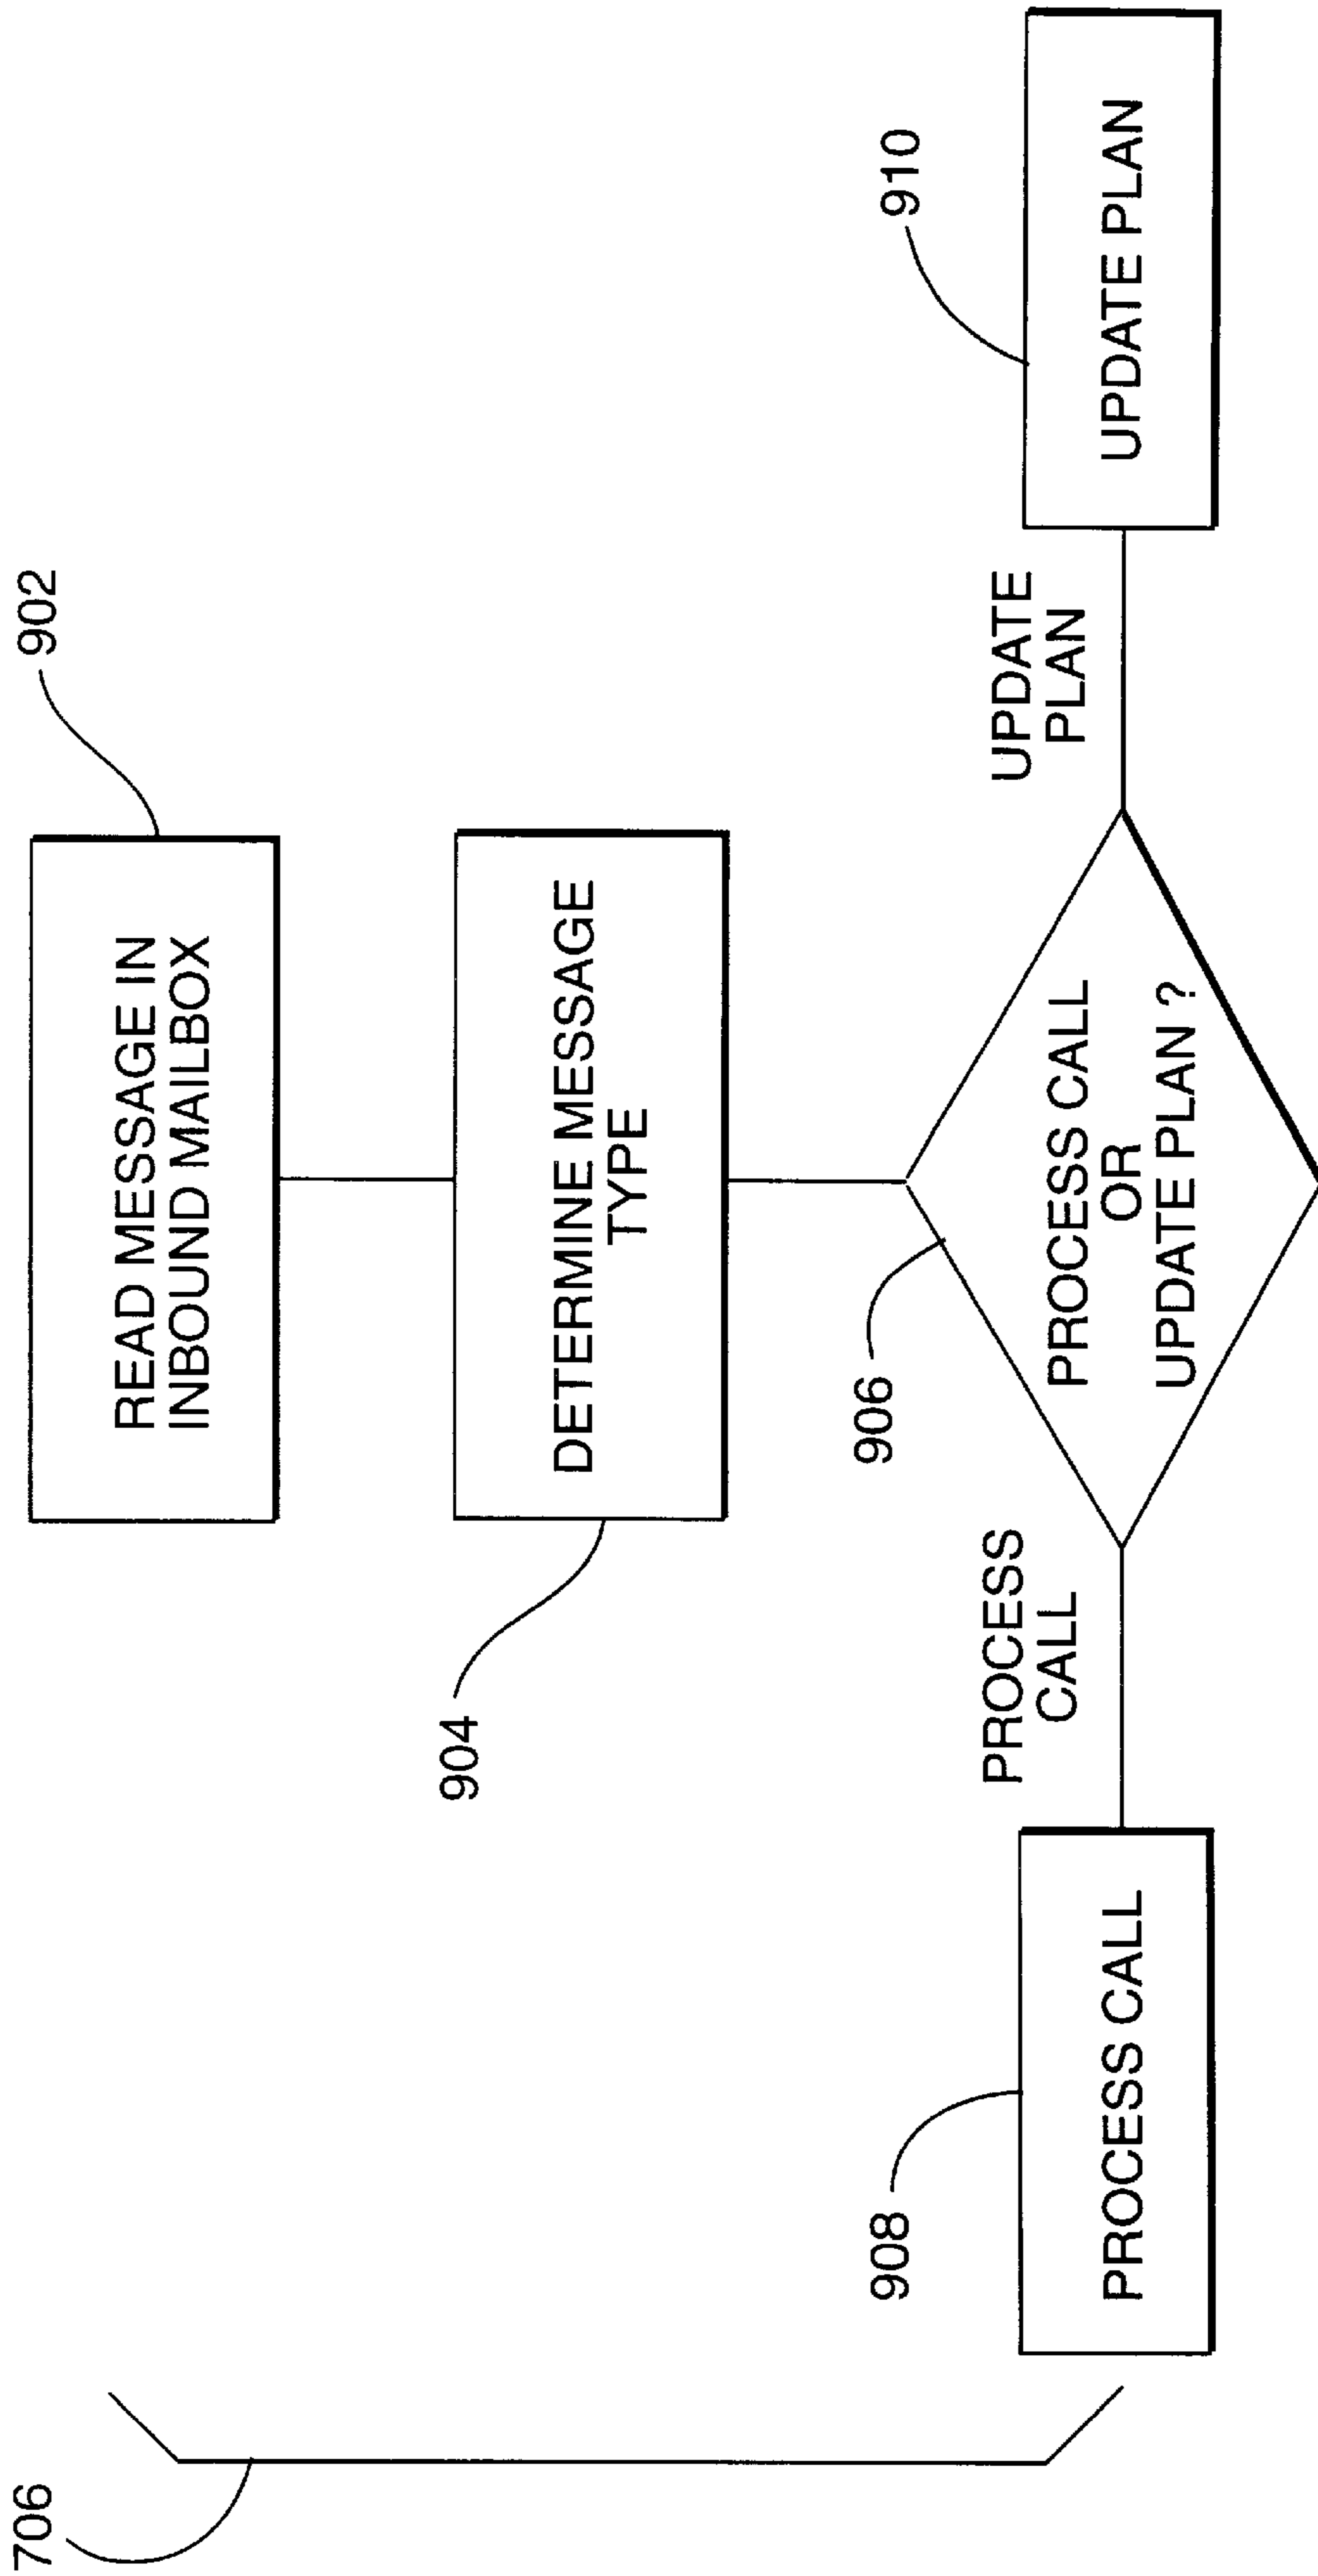 706
902
READ MESSAGE IN
INBOUND MAILBOX
904
DETERMINE MESSAGE
TYPE
906
PROCESS CALL
OR
UPDATE PLAN ?
PROCESS
CALL
908
PROCESS CALL
UPDATE
PLAN
910
UPDATE PLAN